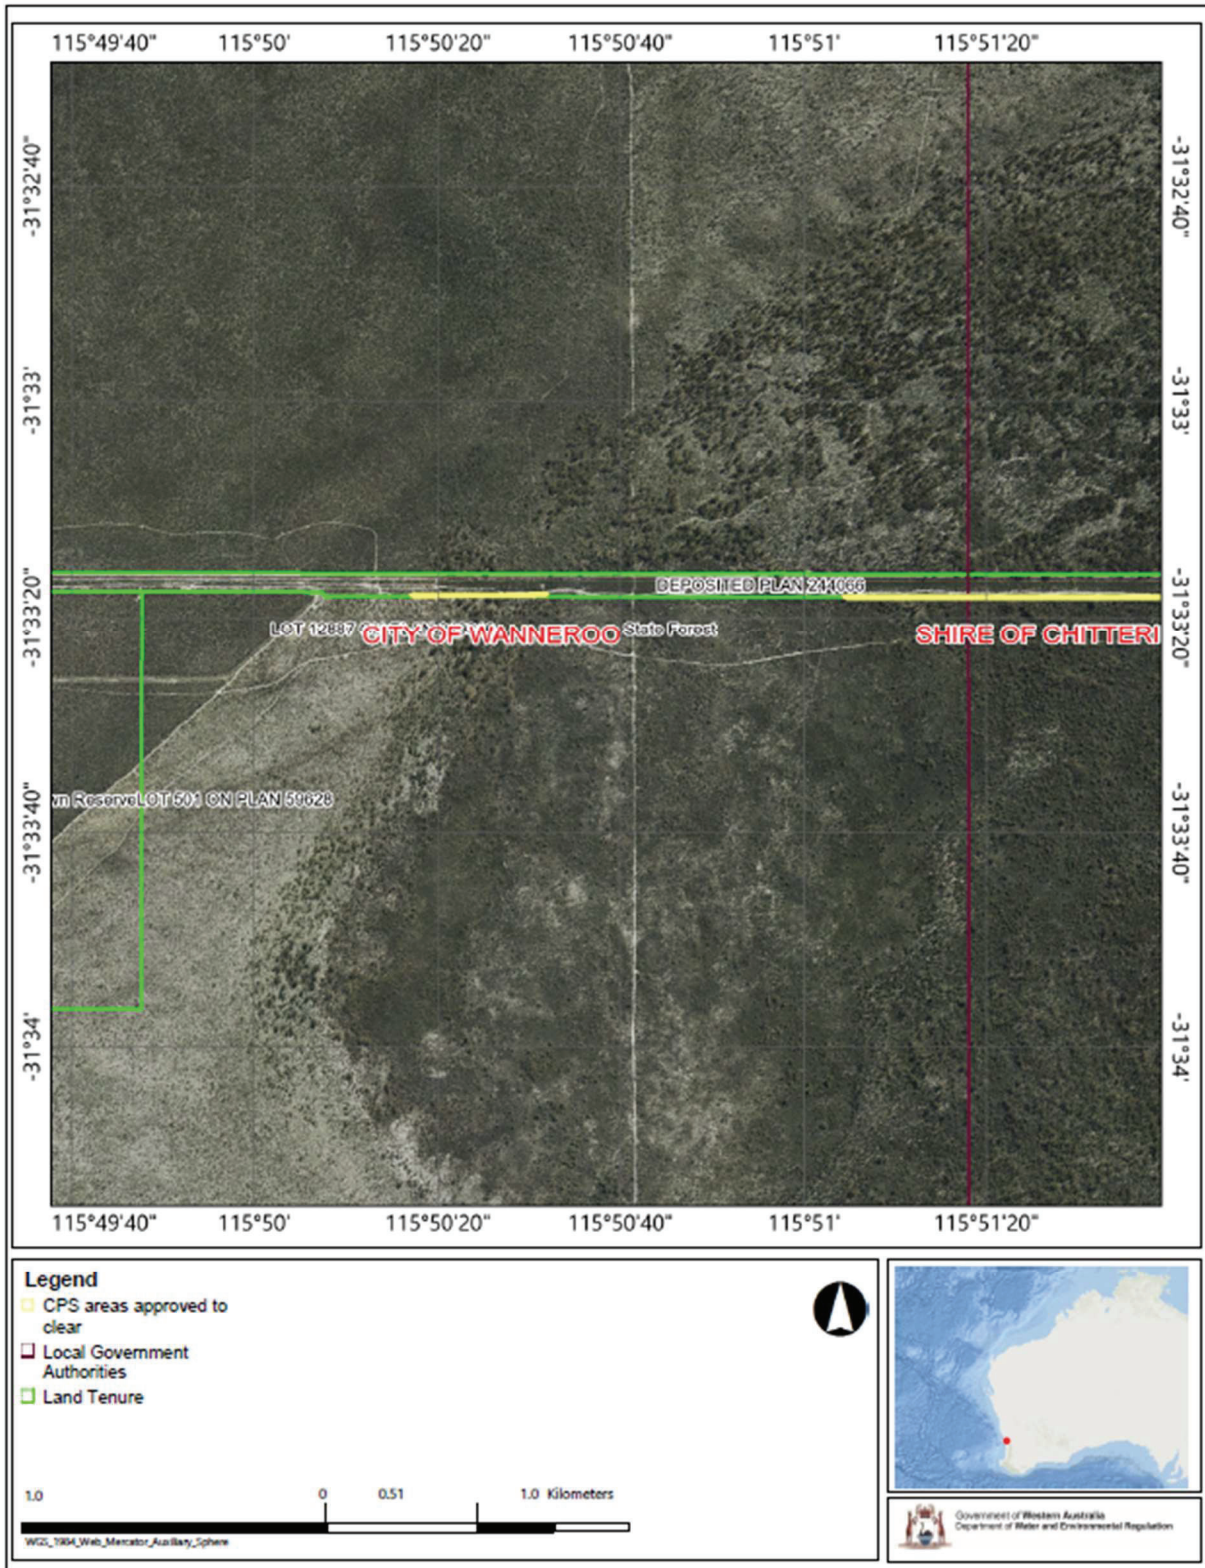 115°49'40" 115°50' 115°50'20" 115°50'40" 115°51' 115°51'20"
-31°32'40" -31°32'40"
-31°33' -31°33'
-31°33'20" -31°33'20"
DEPOSITED PLAN 244066
LOT 12887 CITY OF WANNEROO State Forest SHIRE OF CHITTERI
-31°33'40" -31°33'40"
vn ReserveLOT 501 ON PLAN 59628
-31°34' -31°34'
115°49'40" 115°50' 115°50'20" 115°50'40" 115°51' 115°51'20"
Legend
CPS areas approved to
clear
Local Government
Authorities
Land Tenure
1.0 0 0.51 1.0 Kilometers
WGS_1984_Web_Mercator_Auxiliary_Sphere
Government of Western Australia
Department of Water and Environmental Regulation